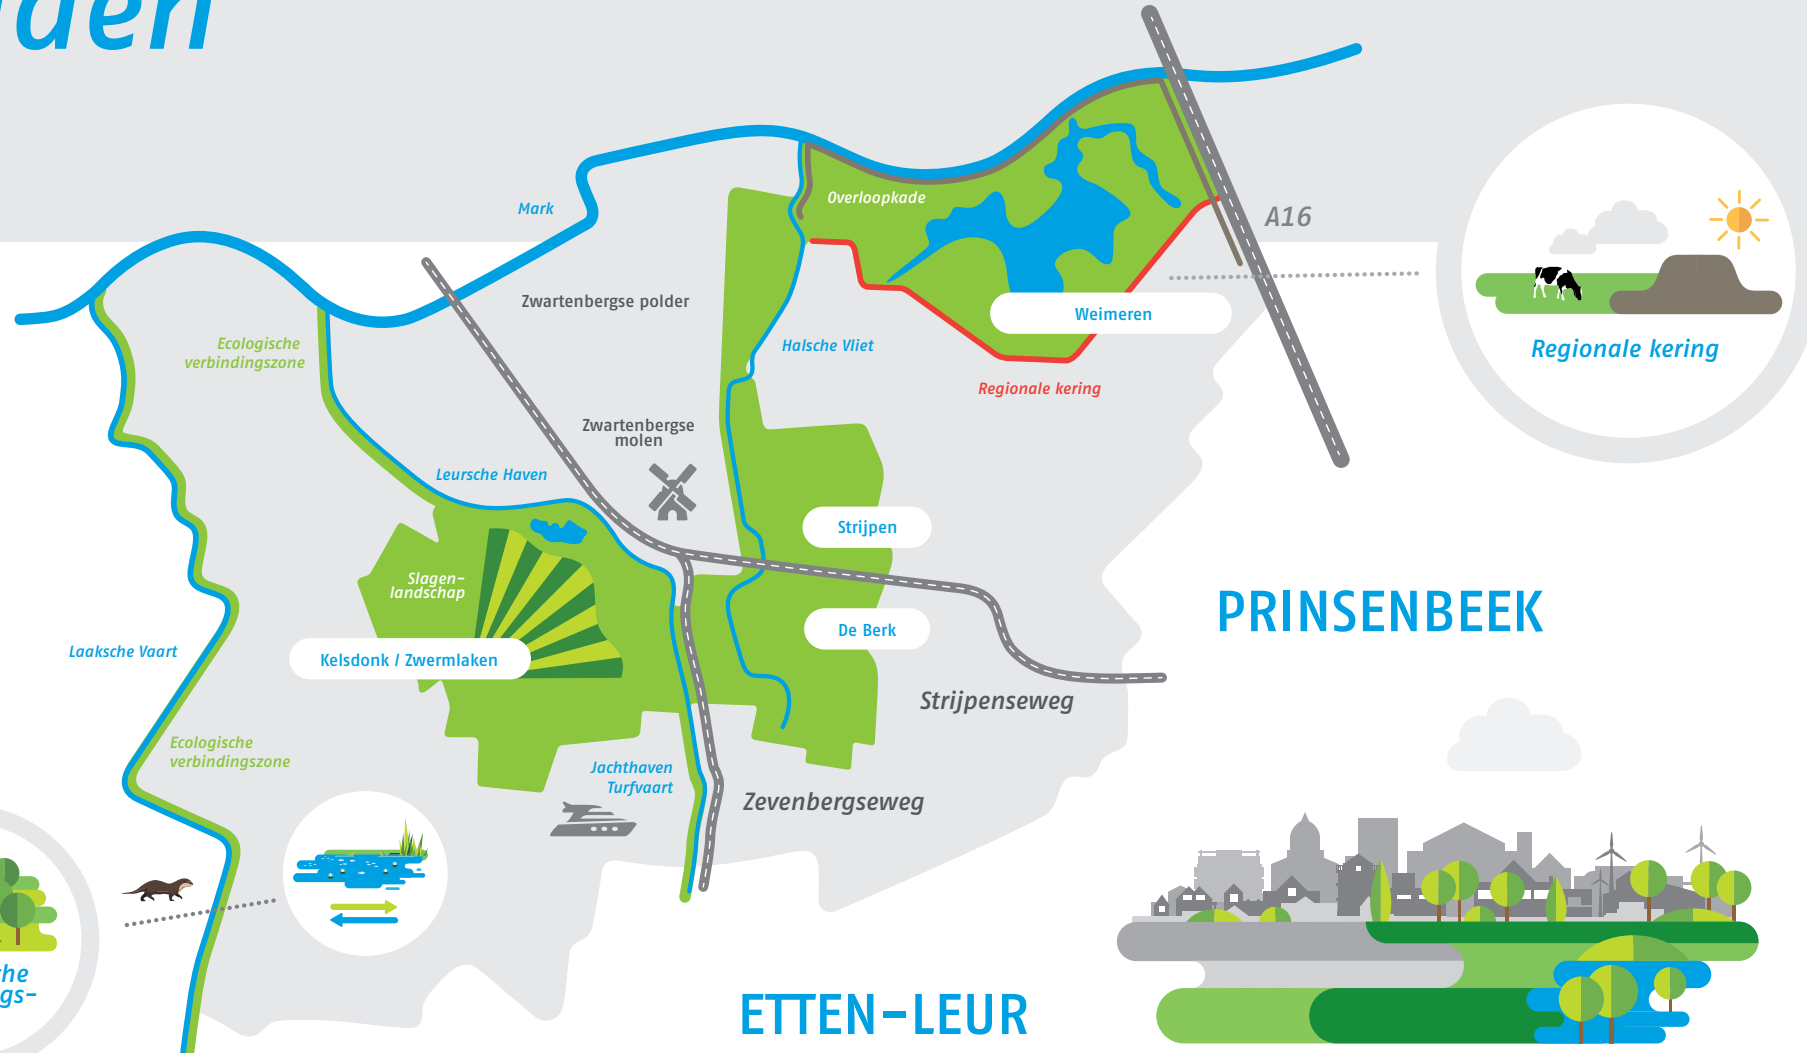 Mark
Overloopkade
A16
Zwartenbergse polder
Weimeren
Ecologische
verbindingszone
Halsche Vliet
Regionale kering
Regionale kering
Zwartenbergse
molen
Leursche Haven
Strijpen
Slagen-
landschap
De Berk
PRINSENBEEK
Laaksche Vaart
Kelsdonk / Zwermlaken
Strijpenseweg
Ecologische
verbindingszone
Jachthaven
Turfvaart
Zevenbergseweg
ETTEN-LEUR